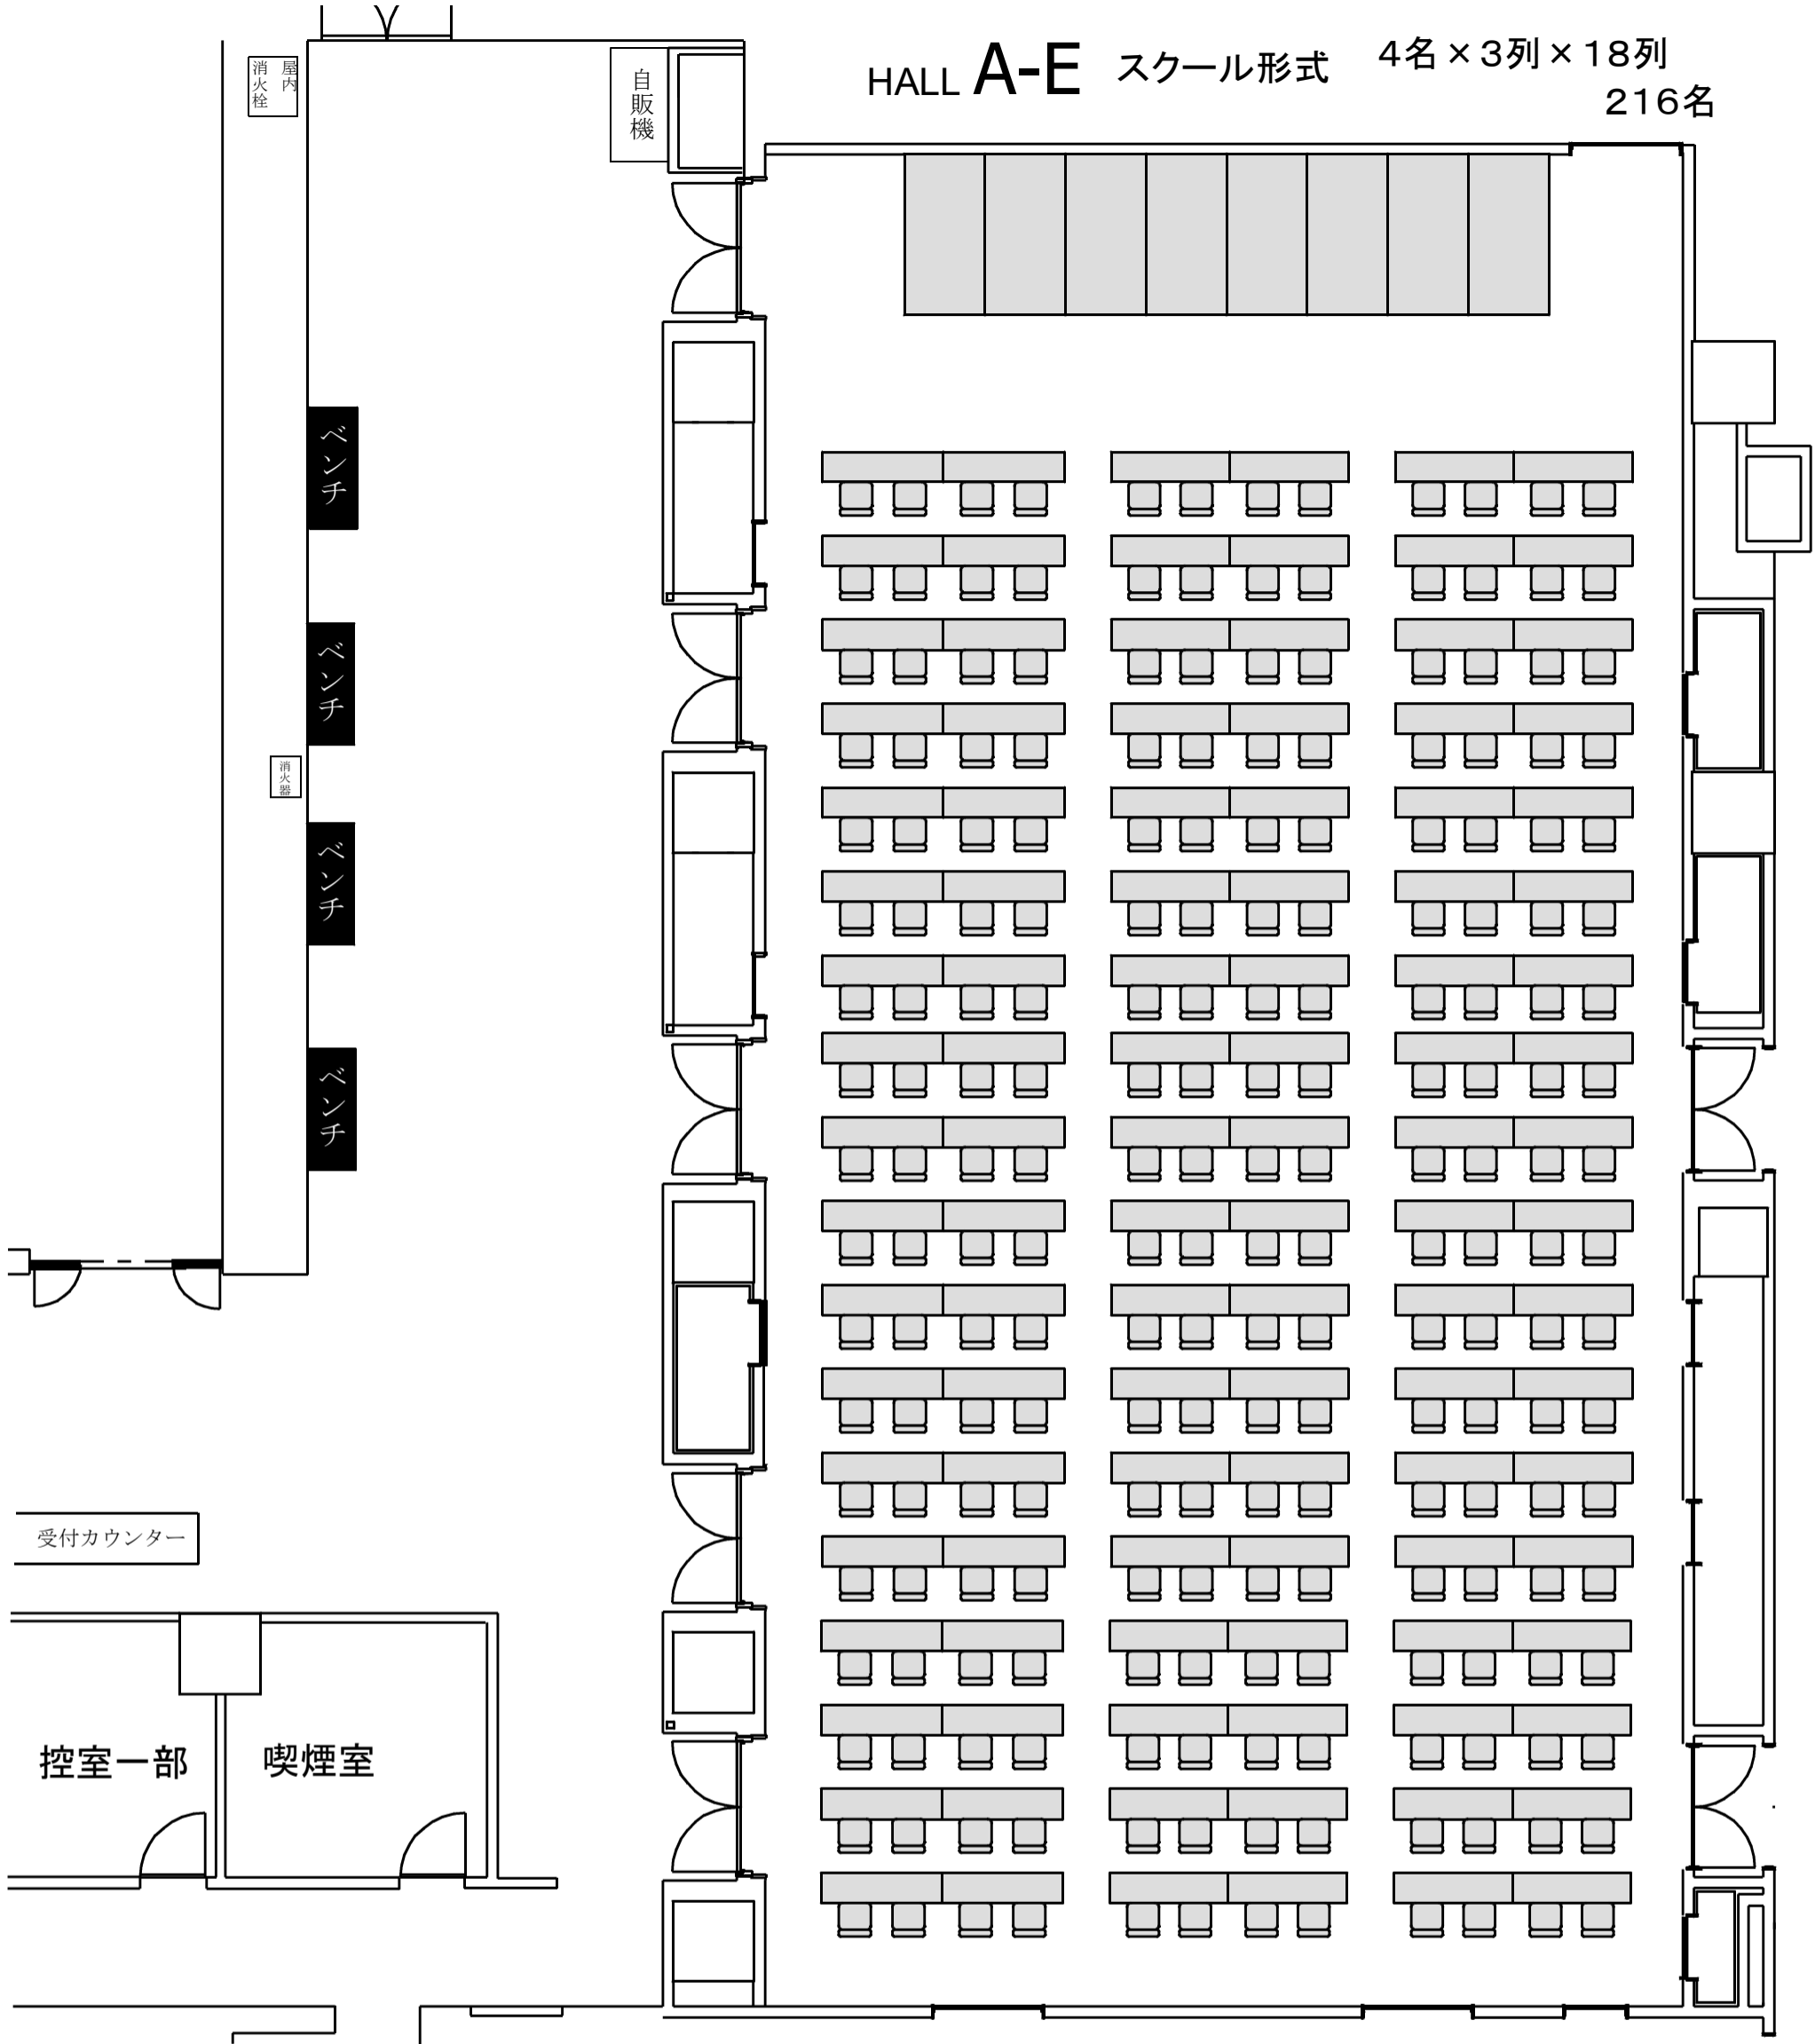 HALL A-E スクール形式 4名×3列×18列
216名
屋内
消火栓
自販機
ベンチ
ベンチ
消火器
ベンチ
ベンチ
受付カウンター
控室一部
喫煙室